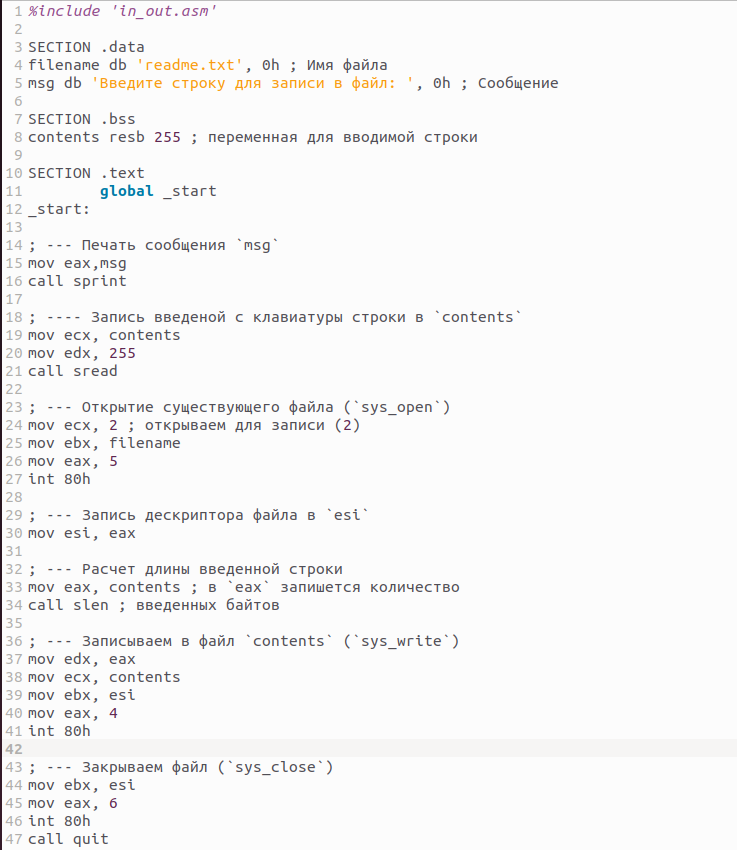 1 %include 'in_out.asm'
2
3 SECTION .data
4 filename db 'readme.txt', 0h ; Имя файла
5 msg db 'Введите строку для записи в файл: ', 0h ; Сообщение
6
7 SECTION .bss
8 contents resb 255 ; переменная для вводимой строки
9
10 SECTION .text
11         global _start
12 _start:
13
14 ; --- Печать сообщения `msg`
15 mov eax,msg
16 call sprint
17
18 ; ---- Запись введеной с клавиатуры строки в `contents`
19 mov ecx, contents
20 mov edx, 255
21 call sread
22
23 ; --- Открытие существующего файла (`sys_open`)
24 mov ecx, 2 ; открываем для записи (2)
25 mov ebx, filename
26 mov eax, 5
27 int 80h
28
29 ; --- Запись дескриптора файла в `esi`
30 mov esi, eax
31
32 ; --- Расчет длины введенной строки
33 mov eax, contents ; в `eax` запишется количество
34 call slen ; введенных байтов
35
36 ; --- Записываем в файл `contents` (`sys_write`)
37 mov edx, eax
38 mov ecx, contents
39 mov ebx, esi
40 mov eax, 4
41 int 80h
42
43 ; --- Закрываем файл (`sys_close`)
44 mov ebx, esi
45 mov eax, 6
46 int 80h
47 call quit